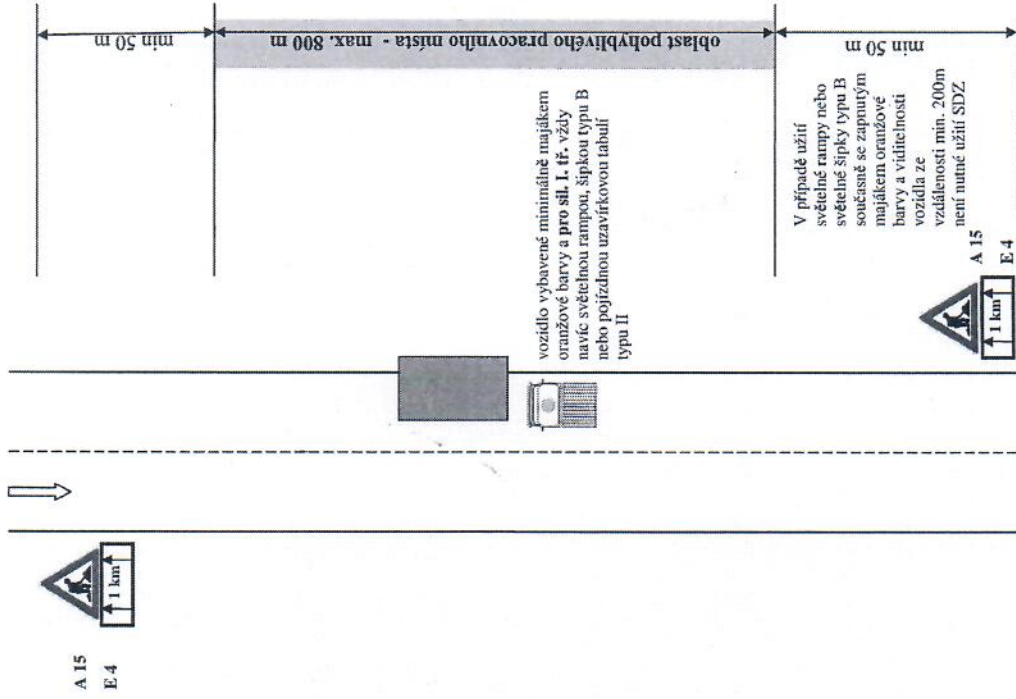 min 50 m
oblast pohyblivého pracovního místa - max. 800 m
min 50 m
vozidlo vybavené minimálně majákem
oranžové barvy a pro sil. I. tř. vždy
navíc světelnou rampou, šipkou typu B
nebo pojízdnou uzavírkovou tabulí
typu II
V případě užití
světelné rampy nebo
světelné šipky typu B
současně se zapnutým
majákem oranžové
barvy a viditelnosti
vozidla ze
vzdálenosti min. 200m
není nutné užití SDZ
A 15
E 4
1 km
A 15
E 4
1 km